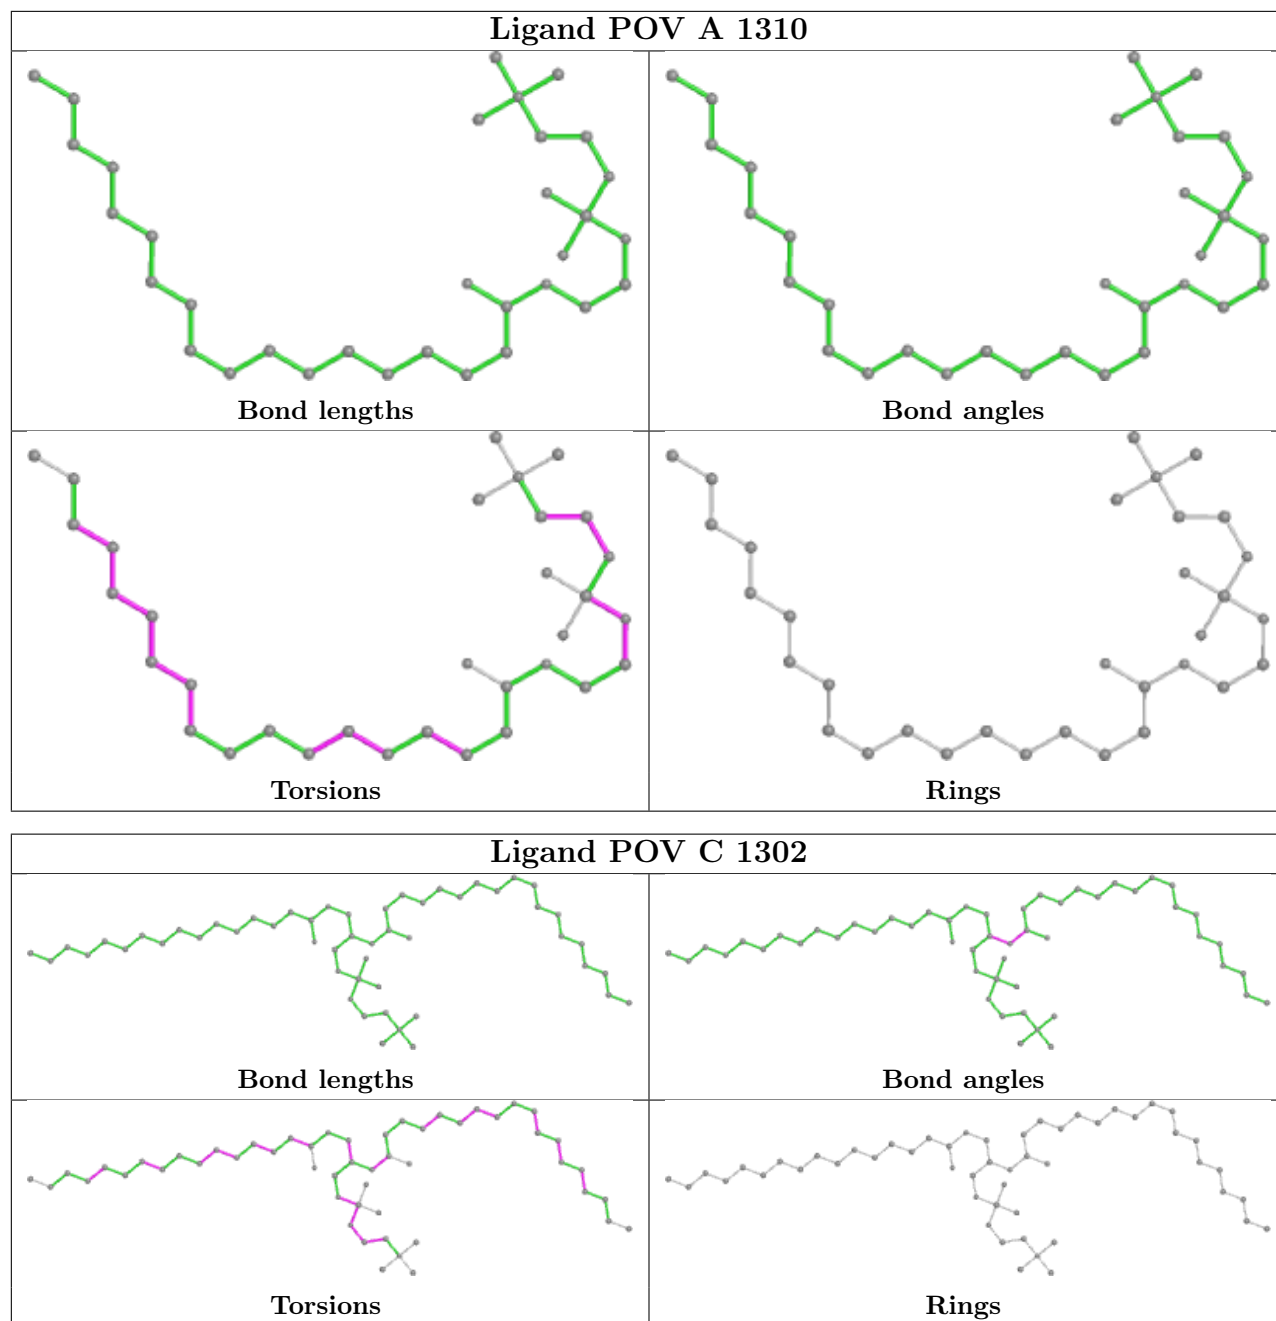 Ligand POV A 1310
Bond lengths
Bond angles
Torsions
Rings
Ligand POV C 1302
Bond lengths
Bond angles
Torsions
Rings